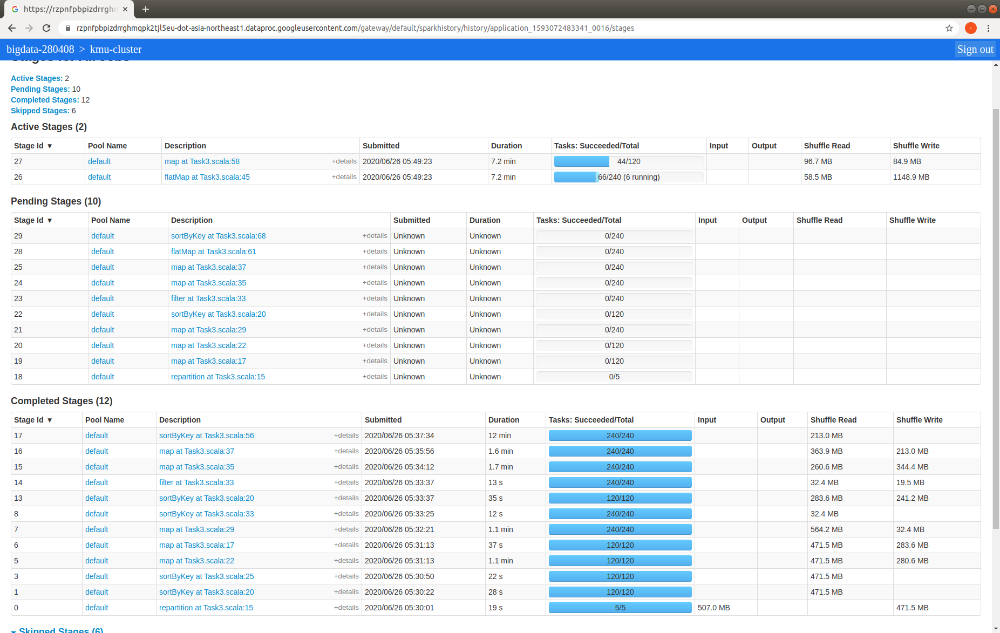 https://rzpnfpbpizdrrghm
rzpnfpbpizdrrghmqpk2tjl5eu-dot-asia-northeast1.dataproc.googleusercontent.com/gateway/default/sparkhistory/history/application_1593072483341_0016/stages
bigdata-280408 > kmu-cluster Sign out
Stages for All Jobs
Active Stages: 2
Pending Stages: 10
Completed Stages: 12
Skipped Stages: 6
Active Stages (2)
Stage Id ▼ Pool Name Description Submitted Duration Tasks: Succeeded/Total Input Output Shuffle Read Shuffle Write
27 default map at Task3.scala:58 +details 2020/06/26 05:49:23 7.2 min 44/120 96.7 MB 84.9 MB
26 default flatMap at Task3.scala:45 +details 2020/06/26 05:49:23 7.2 min 66/240 (6 running) 58.5 MB 1148.9 MB
Pending Stages (10)
Stage Id ▼ Pool Name Description Submitted Duration Tasks: Succeeded/Total Input Output Shuffle Read Shuffle Write
29 default sortByKey at Task3.scala:68 +details Unknown Unknown 0/240
28 default flatMap at Task3.scala:61 +details Unknown Unknown 0/240
25 default map at Task3.scala:37 +details Unknown Unknown 0/240
24 default map at Task3.scala:35 +details Unknown Unknown 0/240
23 default filter at Task3.scala:33 +details Unknown Unknown 0/240
22 default sortByKey at Task3.scala:20 +details Unknown Unknown 0/120
21 default map at Task3.scala:29 +details Unknown Unknown 0/240
20 default map at Task3.scala:22 +details Unknown Unknown 0/120
19 default map at Task3.scala:17 +details Unknown Unknown 0/120
18 default repartition at Task3.scala:15 +details Unknown Unknown 0/5
Completed Stages (12)
Stage Id ▼ Pool Name Description Submitted Duration Tasks: Succeeded/Total Input Output Shuffle Read Shuffle Write
17 default sortByKey at Task3.scala:56 +details 2020/06/26 05:37:34 12 min 240/240 213.0 MB
16 default map at Task3.scala:37 +details 2020/06/26 05:35:56 1.6 min 240/240 363.9 MB 213.0 MB
15 default map at Task3.scala:35 +details 2020/06/26 05:34:12 1.7 min 240/240 260.6 MB 344.4 MB
14 default filter at Task3.scala:33 +details 2020/06/26 05:33:37 13 s 240/240 32.4 MB 19.5 MB
13 default sortByKey at Task3.scala:20 +details 2020/06/26 05:33:37 35 s 120/120 283.6 MB 241.2 MB
8 default sortByKey at Task3.scala:33 +details 2020/06/26 05:33:25 12 s 240/240 32.4 MB
7 default map at Task3.scala:29 +details 2020/06/26 05:32:21 1.1 min 240/240 564.2 MB 32.4 MB
6 default map at Task3.scala:17 +details 2020/06/26 05:31:13 37 s 120/120 471.5 MB 283.6 MB
5 default map at Task3.scala:22 +details 2020/06/26 05:31:13 1.1 min 120/120 471.5 MB 280.6 MB
3 default sortByKey at Task3.scala:25 +details 2020/06/26 05:30:50 22 s 120/120 471.5 MB
1 default sortByKey at Task3.scala:20 +details 2020/06/26 05:30:22 28 s 120/120 471.5 MB
0 default repartition at Task3.scala:15 +details 2020/06/26 05:30:01 19 s 5/5 507.0 MB 471.5 MB
Skipped Stages (6)